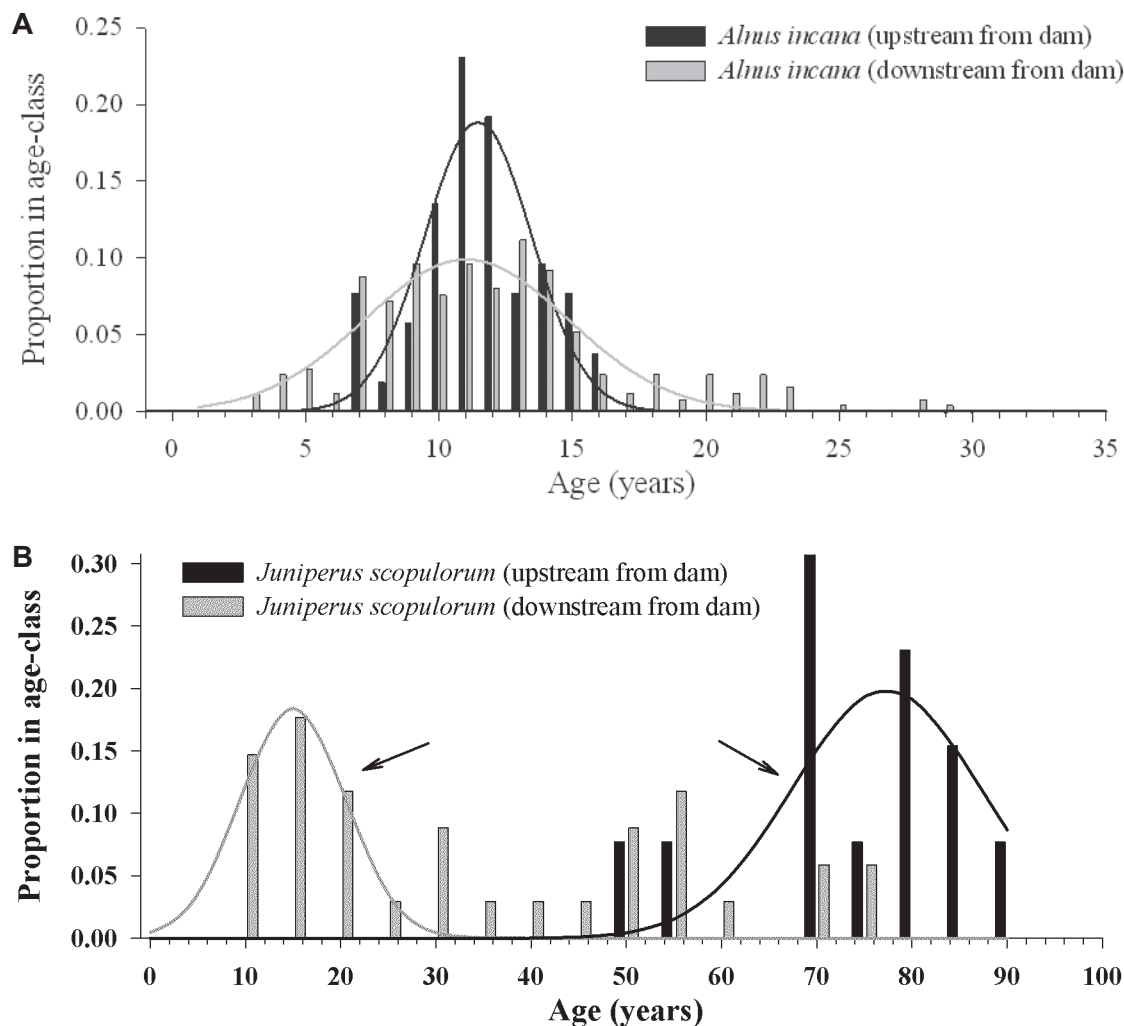 A
Proportion in age-class
0.25
0.20
0.15
0.10
0.05
0.00
Alnus incana (upstream from dam)
Alnus incana (downstream from dam)
0 5 10 15 20 25 30 35
Age (years)
B
Proportion in age-class
0.30
0.25
0.20
0.15
0.10
0.05
0.00
Juniperus scopulorum (upstream from dam)
Juniperus scopulorum (downstream from dam)
0 10 20 30 40 50 60 70 80 90 100
Age (years)